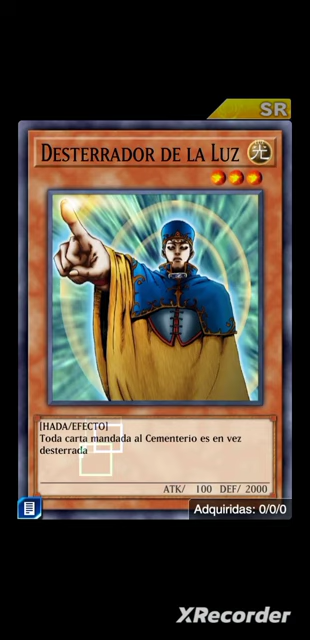 SR
DESTERRADOR DE LA LUZ
光
[HADA/EFECTO]
Toda carta mandada al Cementerio es en vez
desterrada
ATK/ 100 DEF/ 2000
Adquiridas: 0/0/0
XRecorder